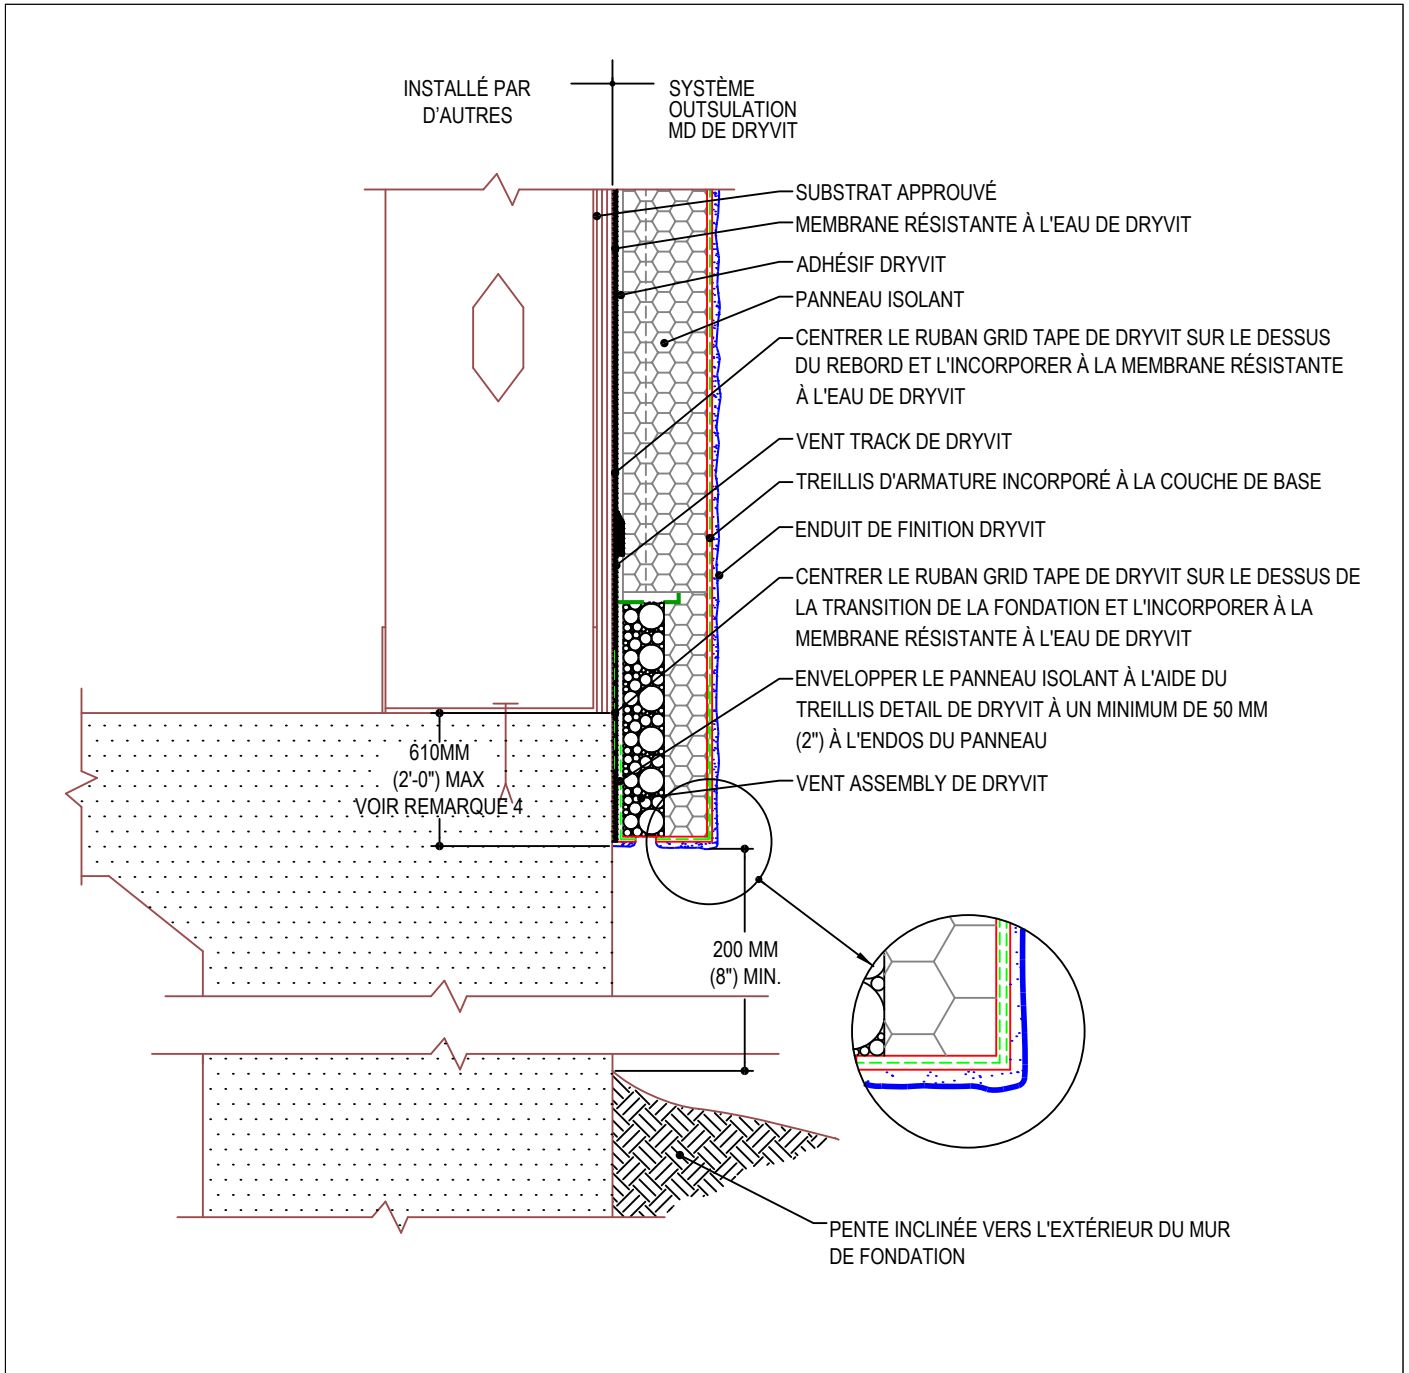 INSTALLÉ PAR
D'AUTRES
SYSTÈME
OUTSULATION
MD DE DRYVIT
SUBSTRAT APPROUVÉ
MEMBRANE RÉSISTANTE À L'EAU DE DRYVIT
ADHÉSIF DRYVIT
PANNEAU ISOLANT
CENTRER LE RUBAN GRID TAPE DE DRYVIT SUR LE DESSUS
DU REBORD ET L'INCORPORER À LA MEMBRANE RÉSISTANTE
À L'EAU DE DRYVIT
VENT TRACK DE DRYVIT
TREILLIS D'ARMATURE INCORPORÉ À LA COUCHE DE BASE
ENDUIT DE FINITION DRYVIT
CENTRER LE RUBAN GRID TAPE DE DRYVIT SUR LE DESSUS DE
LA TRANSITION DE LA FONDATION ET L'INCORPORER À LA
MEMBRANE RÉSISTANTE À L'EAU DE DRYVIT
ENVELOPPER LE PANNEAU ISOLANT À L'AIDE DU
TREILLIS DETAIL DE DRYVIT À UN MINIMUM DE 50 MM
(2") À L'ENDOS DU PANNEAU
VENT ASSEMBLY DE DRYVIT
610MM
(2'-0") MAX
VOIR REMARQUE 4
200 MM
(8") MIN.
PENTE INCLINÉE VERS L'EXTÉRIEUR DU MUR
DE FONDATION